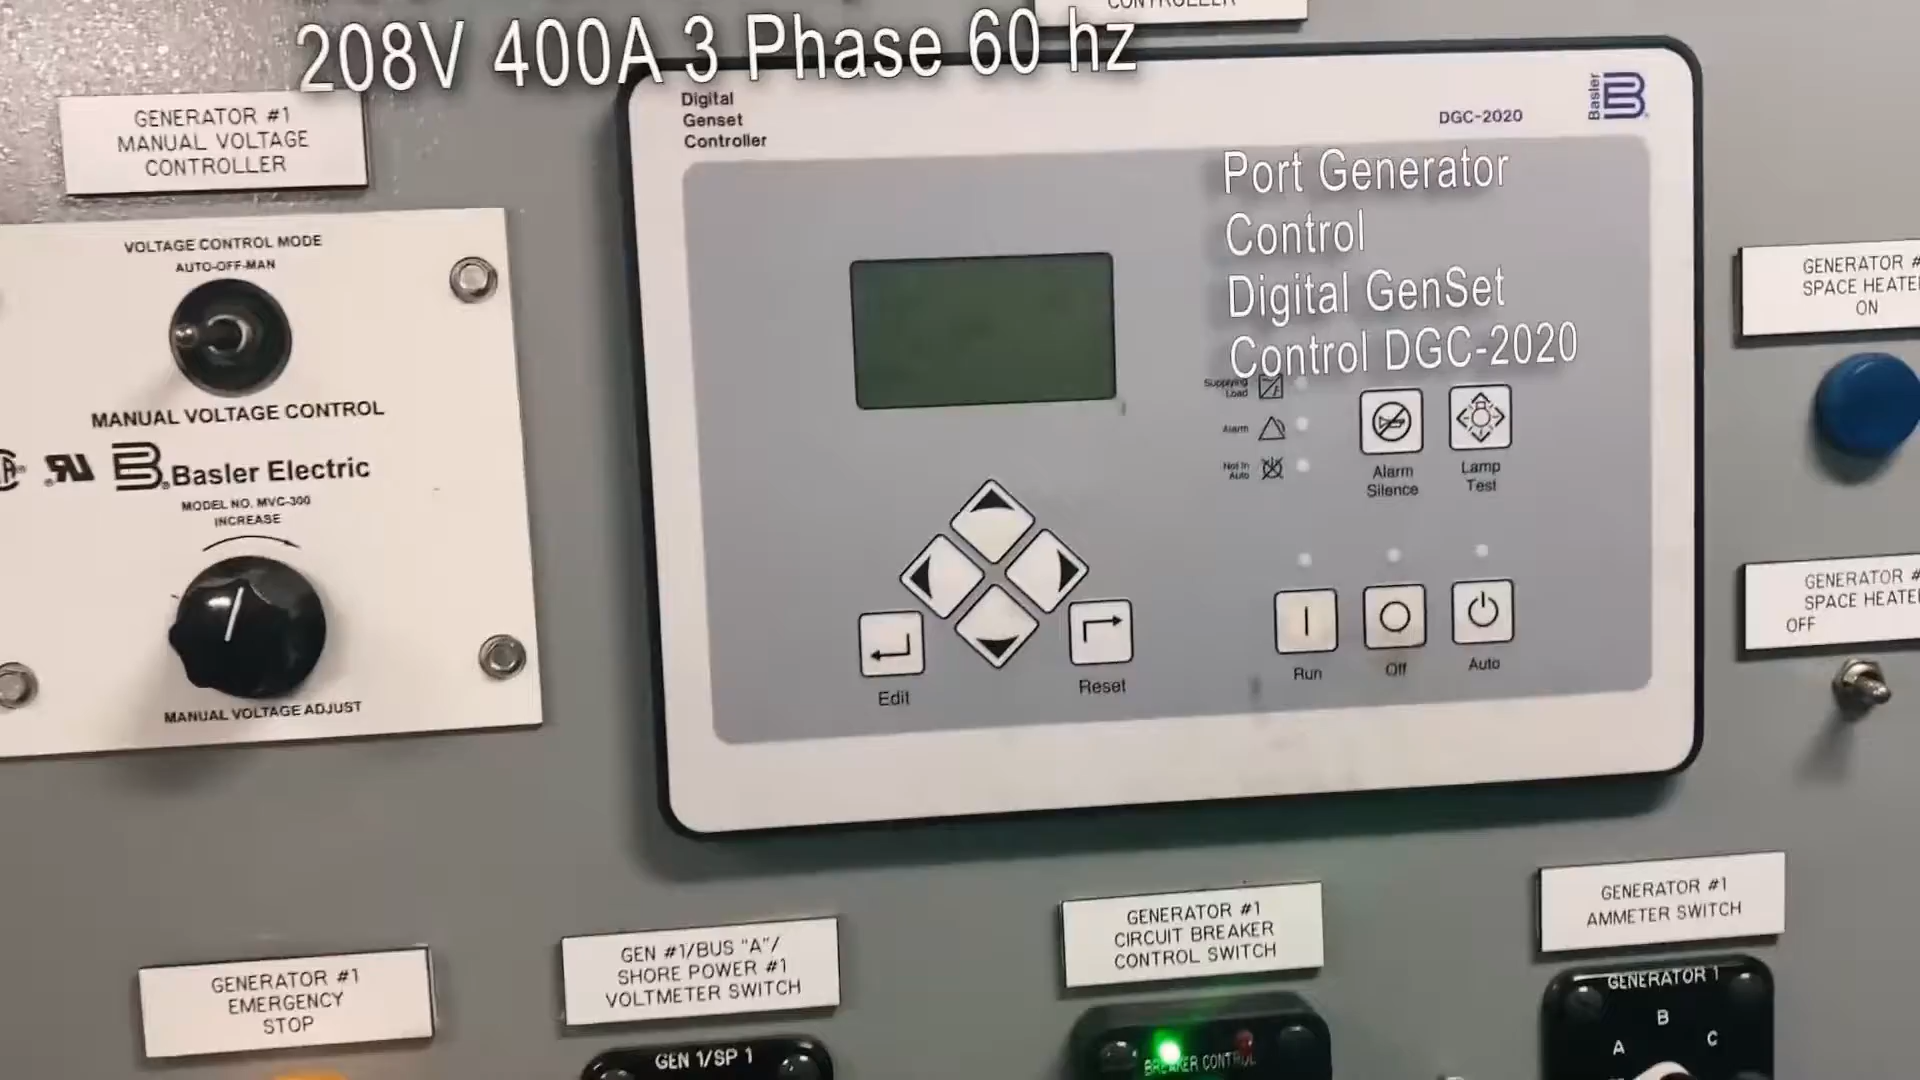 CONTROLLER
208V 400A 3 Phase 60 hz
GENERATOR #1
MANUAL VOLTAGE
CONTROLLER
Digital
Genset
Controller
DGC-2020
Basler
Port Generator
Control
Digital GenSet
Control DGC-2020
VOLTAGE CONTROL MODE
AUTO-OFF-MAN
MANUAL VOLTAGE CONTROL
Basler Electric
MODEL NO. MVC-300
INCREASE
MANUAL VOLTAGE ADJUST
Supplying
Load
Alarm
Not In
Auto
Alarm
Silence
Lamp
Test
Edit
Reset
Run
Off
Auto
GENERATOR #
SPACE HEATER
ON
GENERATOR #
SPACE HEATER
OFF
GENERATOR #1
EMERGENCY
STOP
GEN #1/BUS "A"/
SHORE POWER #1
VOLTMETER SWITCH
GEN 1/SP 1
GENERATOR #1
CIRCUIT BREAKER
CONTROL SWITCH
BREAKER CONTROL
GENERATOR #1
AMMETER SWITCH
GENERATOR 1
A
B
C